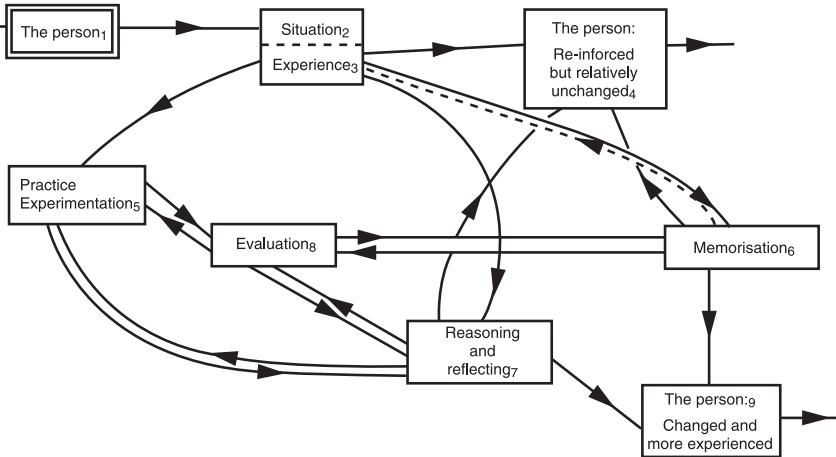 The person1
Situation2
Experience3
The person:
Re-inforced
but relatively
unchanged4
Practice
Experimentation5
Evaluation8
Memorisation6
Reasoning
and
reflecting7
The person:9
Changed and
more experienced